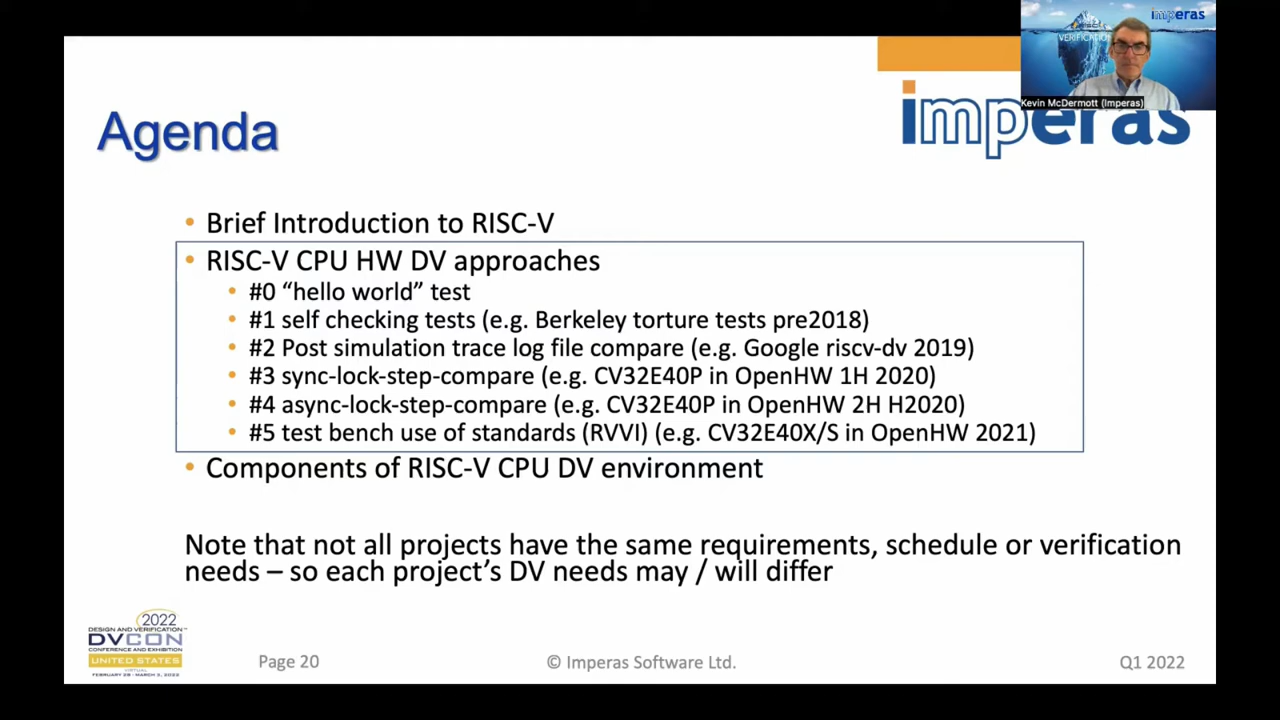 imperas
VERIFICATION
Kevin McDermott (Imperas)
imperas
Agenda
• Brief Introduction to RISC-V
• RISC-V CPU HW DV approaches
• #0 “hello world” test
• #1 self checking tests (e.g. Berkeley torture tests pre2018)
• #2 Post simulation trace log file compare (e.g. Google riscv-dv 2019)
• #3 sync-lock-step-compare (e.g. CV32E40P in OpenHW 1H 2020)
• #4 async-lock-step-compare (e.g. CV32E40P in OpenHW 2H H2020)
• #5 test bench use of standards (RVVI) (e.g. CV32E40X/S in OpenHW 2021)
• Components of RISC-V CPU DV environment
Note that not all projects have the same requirements, schedule or verification
needs – so each project’s DV needs may / will differ
2022
DESIGN AND VERIFICATION™
DVCON
CONFERENCE AND EXHIBITION
UNITED STATES
VIRTUAL
FEBRUARY 28 - MARCH 3, 2022
Page 20
© Imperas Software Ltd.
Q1 2022